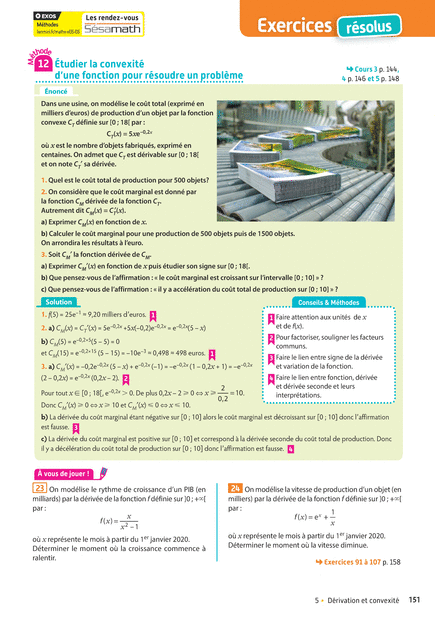 EXOS
Méthodes
lienmini.fr/maths-s05-05
Les rendez-vous
Sésamath
Exercices résolus
Méthode
12 Étudier la convexité
d'une fonction pour résoudre un problème
Cours 3 p. 144,
4 p. 146 et 5 p. 148
Énoncé
Dans une usine, on modélise le coût total (exprimé en
milliers d'euros) de production d'un objet par la fonction
convexe C_T définie sur [0 ; 18[ par :
C_T(x) = 5xe^{–0,2x}
où x est le nombre d'objets fabriqués, exprimé en
centaines. On admet que C_T est dérivable sur [0 ; 18[
et on note C_T' sa dérivée.
1. Quel est le coût total de production pour 500 objets?
2. On considère que le coût marginal est donné par
la fonction C_M dérivée de la fonction C_T.
Autrement dit C_M(x) = C_T'(x).
a) Exprimer C_M(x) en fonction de x.
b) Calculer le coût marginal pour une production de 500 objets puis de 1500 objets.
On arrondira les résultats à l'euro.
3. Soit C_M' la fonction dérivée de C_M.
a) Exprimer C_M'(x) en fonction de x puis étudier son signe sur [0 ; 18[.
b) Que pensez-vous de l'affirmation : « le coût marginal est croissant sur l'intervalle [0 ; 10] » ?
c) Que pensez-vous de l'affirmation : « il y a accélération du coût total de production sur [0 ; 10] » ?
Solution
1. f(5) = 25e^{–1} ≈ 9,20 milliers d'euros. 1
2. a) C_M(x) = C_T'(x) = 5e^{–0,2x} +5x(–0,2)e^{–0,2x} = e^{–0,2x}(5 – x)
b) C_M(5) = e^{–0,2×5}(5 – 5) = 0
et C_M(15) = e^{–0,2×15} (5 – 15) = –10e^{–3} ≈ 0,498 = 498 euros. 1
3. a) C_M'(x) = –0,2e^{–0,2x} (5 – x) + e^{–0,2x} (–1) = –e^{–0,2x} (1 – 0,2x + 1) = –e^{–0,2x}
(2 – 0,2x) = e^{–0,2x} (0,2x – 2). 2
Pour tout x ∈ [0 ; 18[, e^{–0,2x} > 0. De plus 0,2x – 2 ⩾ 0 ⇔ x ⩾ 2/0,2 = 10.
Donc C_M'(x) ⩾ 0 ⇔ x ⩾ 10 et C_M'(x) ⩽ 0 ⇔ x ⩽ 10.
b) La dérivée du coût marginal étant négative sur [0 ; 10] alors le coût marginal est décroissant sur [0 ; 10] donc l'affirmation
est fausse. 3
c) La dérivée du coût marginal est positive sur [0 ; 10] et correspond à la dérivée seconde du coût total de production. Donc
il y a décélération du coût total de production sur [0 ; 10] donc l'affirmation est fausse. 4
Conseils & Méthodes
1 Faire attention aux unités de x
et de f(x).
2 Pour factoriser, souligner les facteurs
communs.
3 Faire le lien entre signe de la dérivée
et variation de la fonction.
4 Faire le lien entre fonction, dérivée
et dérivée seconde et leurs
interprétations.
À vous de jouer !
23 On modélise le rythme de croissance d'un PIB (en
milliards) par la dérivée de la fonction f définie sur ]0 ; +∞[
par :
f(x) = x/(x² – 1)
où x représente le mois à partir du 1er janvier 2020.
Déterminer le moment où la croissance commence à
ralentir.
24 On modélise la vitesse de production d'un objet (en
milliers) par la dérivée de la fonction f définie sur ]0 ; +∞[
par :
f(x) = e^x + 1/x
où x représente le mois à partir du 1er janvier 2020.
Déterminer le moment où la vitesse diminue.
Exercices 91 à 107 p. 158
5 • Dérivation et convexité 151